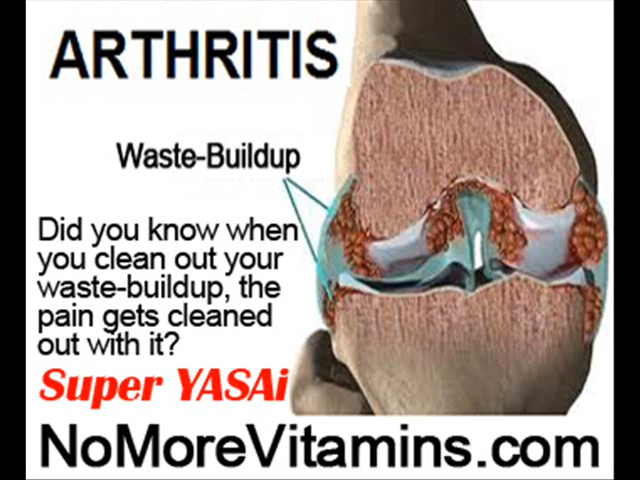 ARTHRITIS
Waste-Buildup
Did you know when
you clean out your
waste-buildup, the
pain gets cleaned
out with it?
Super YASAi
NoMoreVitamins.com